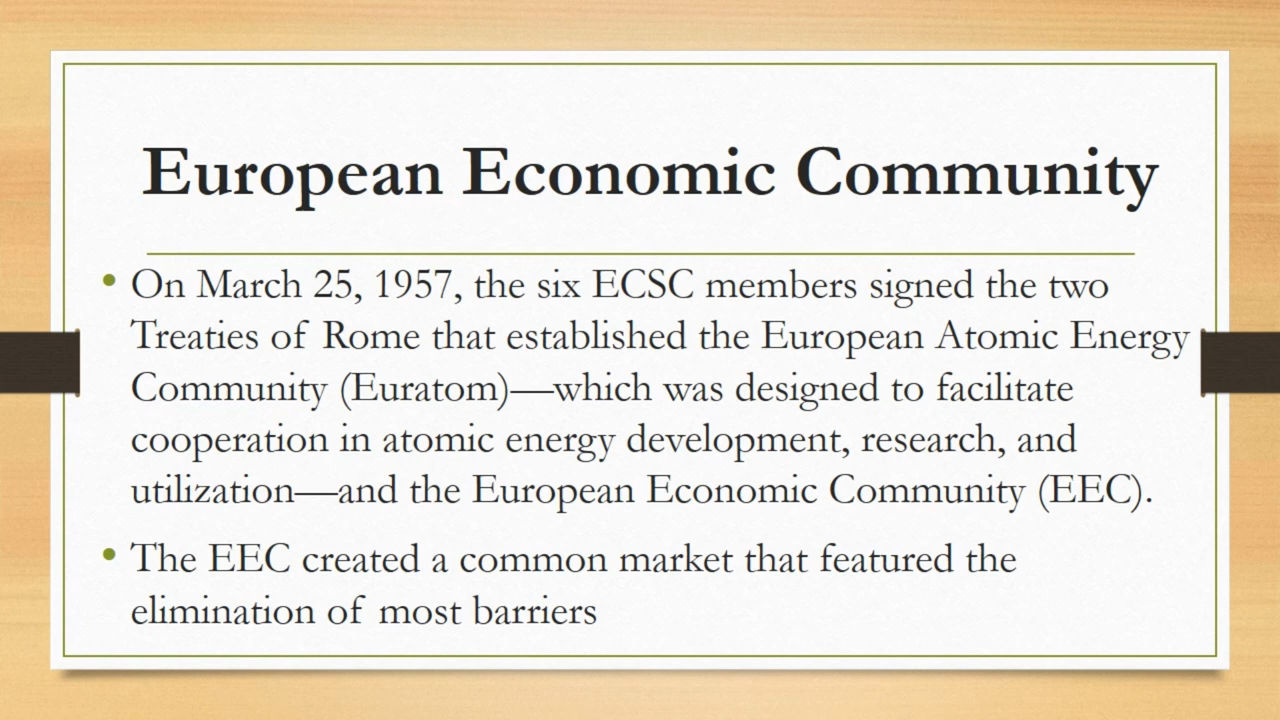 European Economic Community
• On March 25, 1957, the six ECSC members signed the two
Treaties of Rome that established the European Atomic Energy
Community (Euratom)—which was designed to facilitate
cooperation in atomic energy development, research, and
utilization—and the European Economic Community (EEC).
• The EEC created a common market that featured the
elimination of most barriers